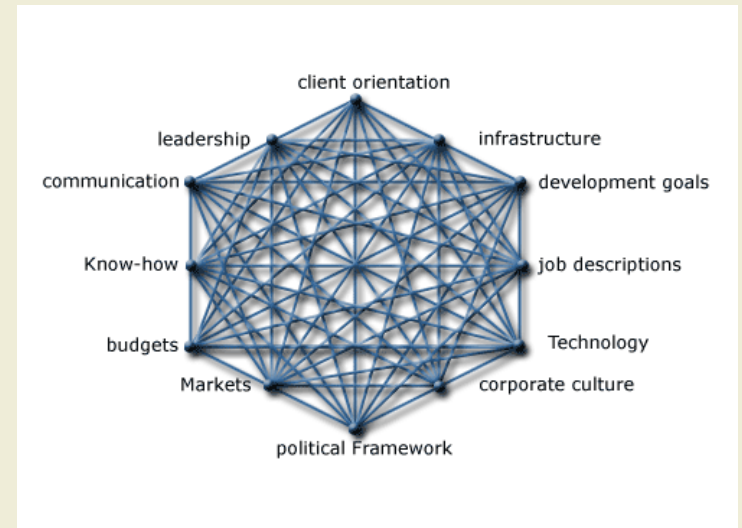 client orientation
leadership
infrastructure
communication
development goals
Know-how
job descriptions
budgets
Technology
Markets
corporate culture
political Framework